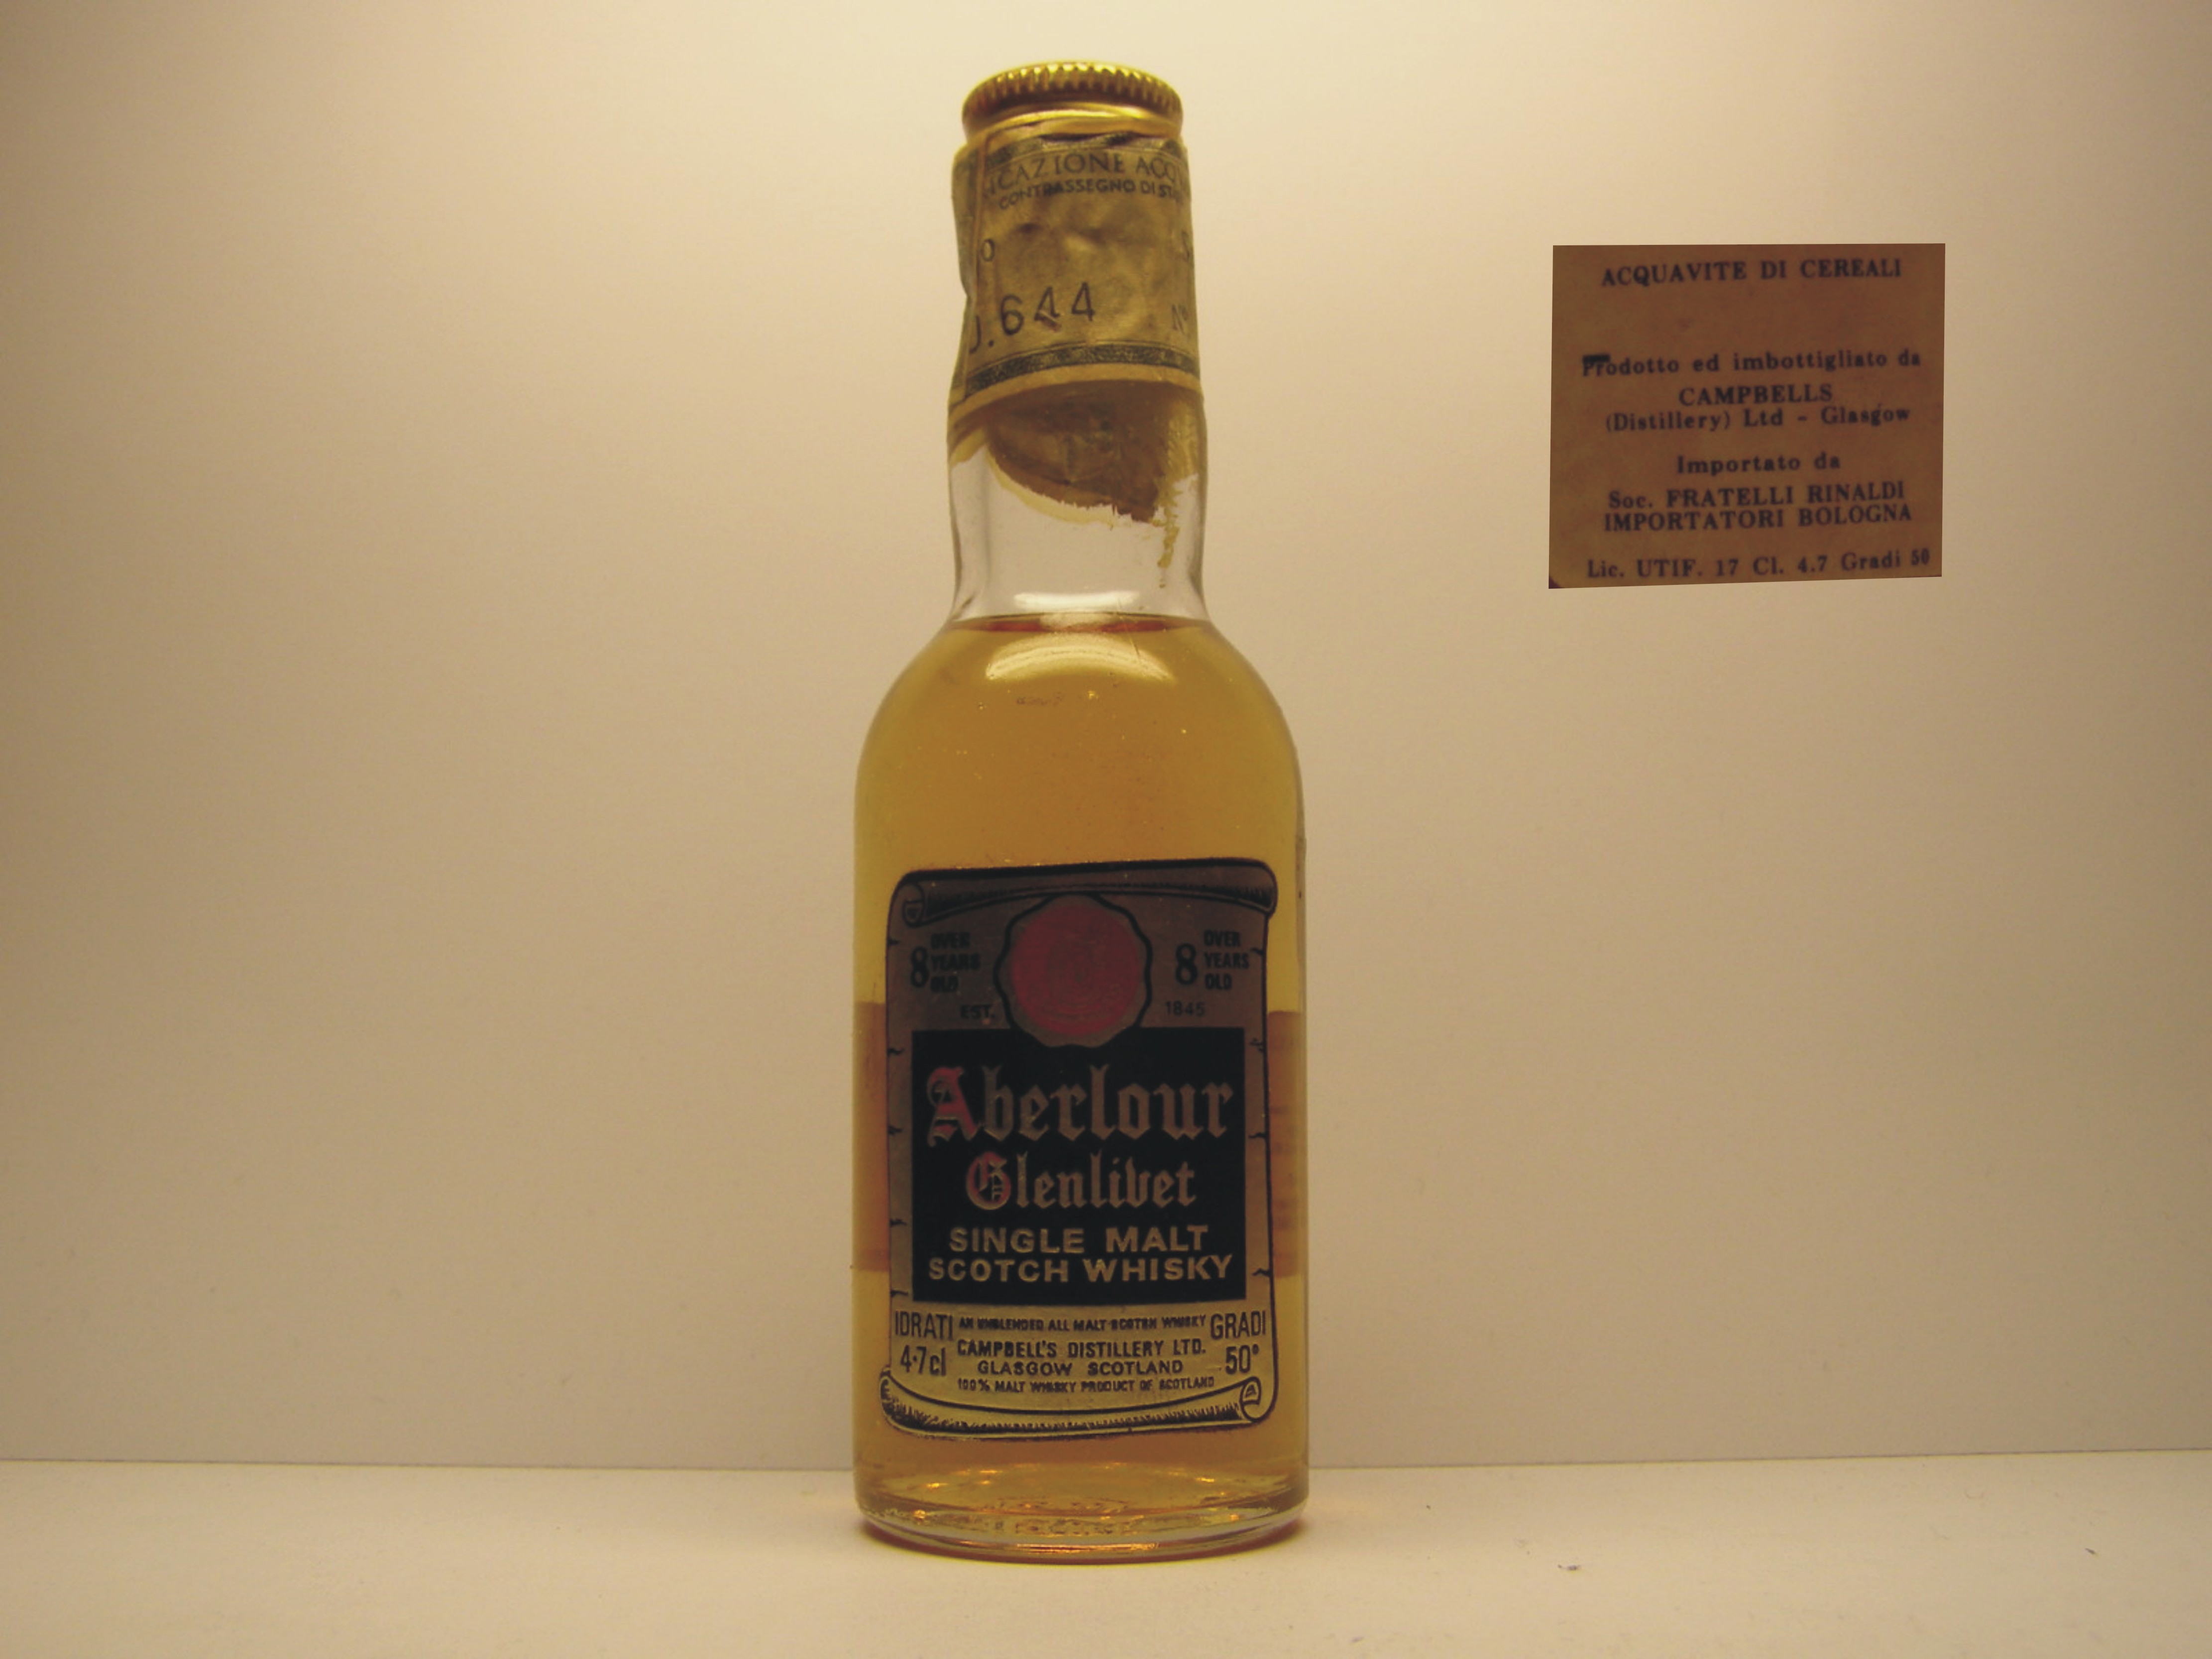 ICAZIONE ACQ
CONTRASSEGNO DI ST
O
.644
Nº
8 OVER
YEARS
OLD
8 OVER
YEARS
OLD
EST. 1845
Aberlour
Glenlivet
SINGLE MALT
SCOTCH WHISKY
IDRATI
4·7cl
AN UNBLENDED ALL MALT SCOTCH WHISKY
CAMPBELL'S DISTILLERY LTD.
GLASGOW SCOTLAND
100% MALT WHISKY PRODUCT OF SCOTLAND
GRADI
50°
ACQUAVITE DI CEREALI
Prodotto ed imbottigliato da
CAMPBELLS
(Distillery) Ltd - Glasgow
Importato da
Soc. FRATELLI RINALDI
IMPORTATORI BOLOGNA
Lic. UTIF. 17 Cl. 4.7 Gradi 50